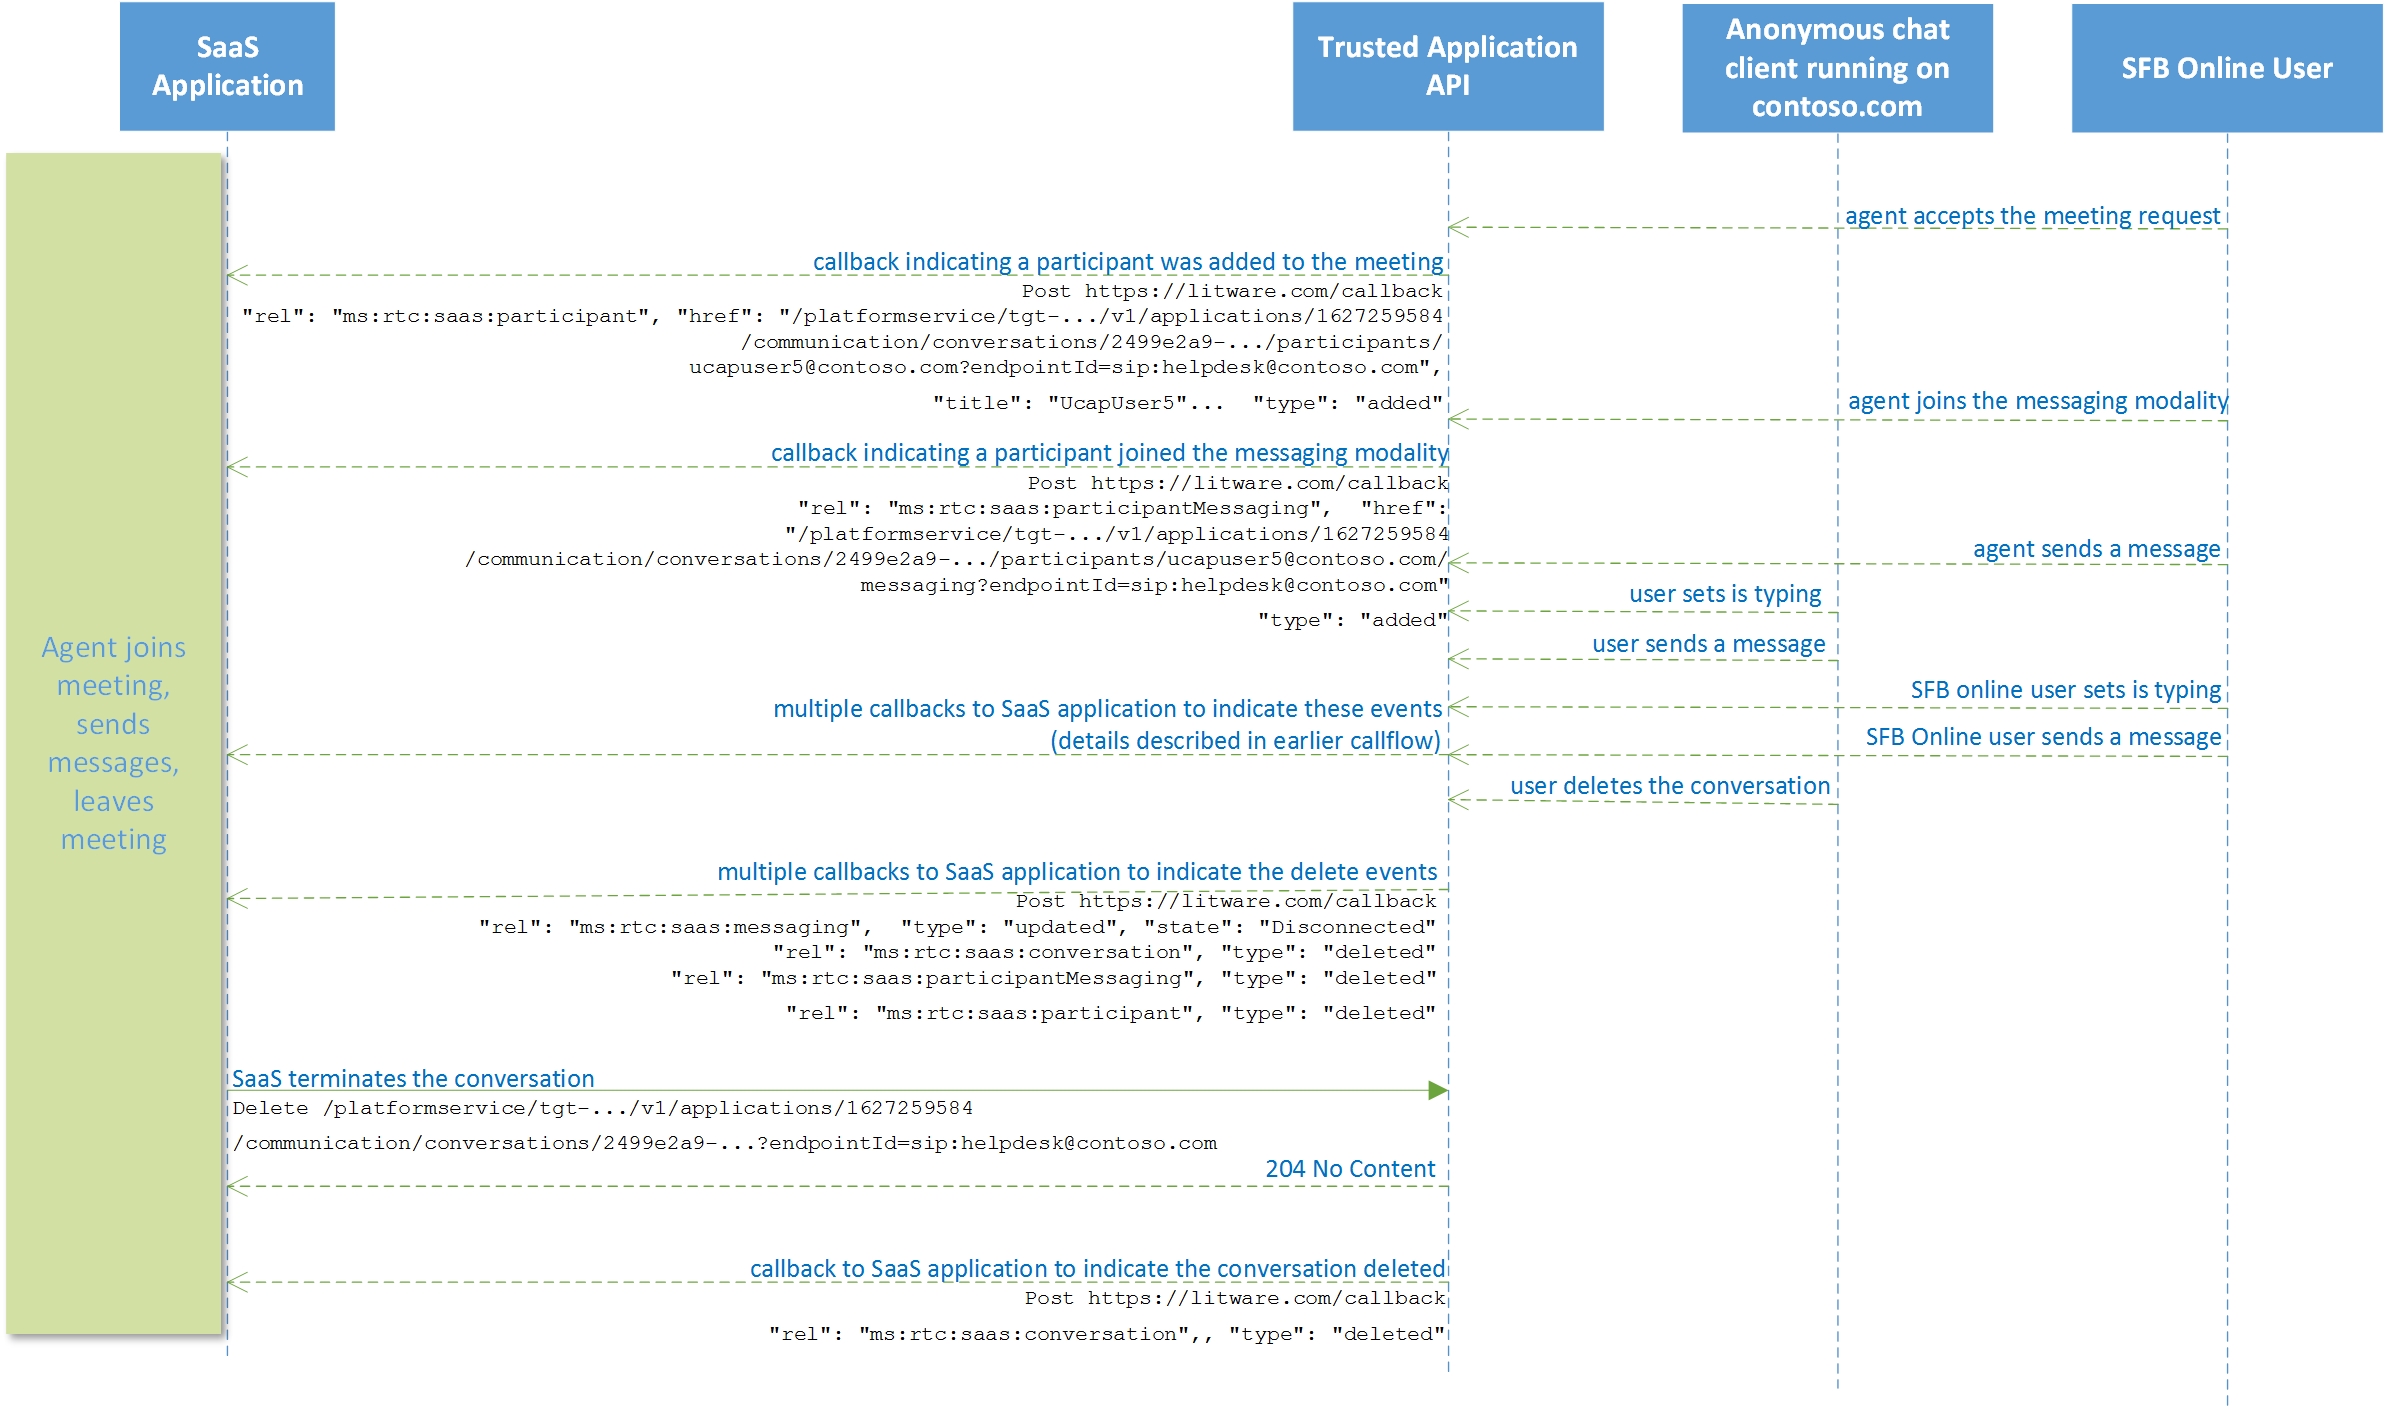 SaaS
Application
Trusted Application
API
Anonymous chat
client running on
contoso.com
SFB Online User
Agent joins
meeting,
sends
messages,
leaves
meeting
agent accepts the meeting request
callback indicating a participant was added to the meeting
Post https://litware.com/callback
"rel": "ms:rtc:saas:participant", "href": "/platformservice/tgt-.../v1/applications/1627259584
/communication/conversations/2499e2a9-.../participants/
ucapuser5@contoso.com?endpointId=sip:helpdesk@contoso.com",
"title": "UcapUser5"... "type": "added"
agent joins the messaging modality
callback indicating a participant joined the messaging modality
Post https://litware.com/callback
"rel": "ms:rtc:saas:participantMessaging", "href":
"/platformservice/tgt-.../v1/applications/1627259584
/communication/conversations/2499e2a9-.../participants/ucapuser5@contoso.com/
messaging?endpointId=sip:helpdesk@contoso.com"
"type": "added"
agent sends a message
user sets is typing
user sends a message
SFB online user sets is typing
multiple callbacks to SaaS application to indicate these events
(details described in earlier callflow)
SFB Online user sends a message
user deletes the conversation
multiple callbacks to SaaS application to indicate the delete events
Post https://litware.com/callback
"rel": "ms:rtc:saas:messaging", "type": "updated", "state": "Disconnected"
"rel": "ms:rtc:saas:conversation", "type": "deleted"
"rel": "ms:rtc:saas:participantMessaging", "type": "deleted"
"rel": "ms:rtc:saas:participant", "type": "deleted"
SaaS terminates the conversation
Delete /platformservice/tgt-.../v1/applications/1627259584
/communication/conversations/2499e2a9-...?endpointId=sip:helpdesk@contoso.com
204 No Content
callback to SaaS application to indicate the conversation deleted
Post https://litware.com/callback
"rel": "ms:rtc:saas:conversation",, "type": "deleted"